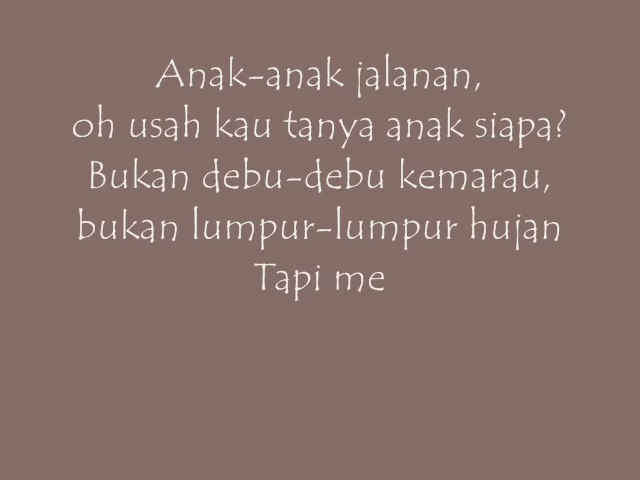 Anak-anak jalanan,
oh usah kau tanya anak siapa?
Bukan debu-debu kemarau,
bukan lumpur-lumpur hujan
Tapi me